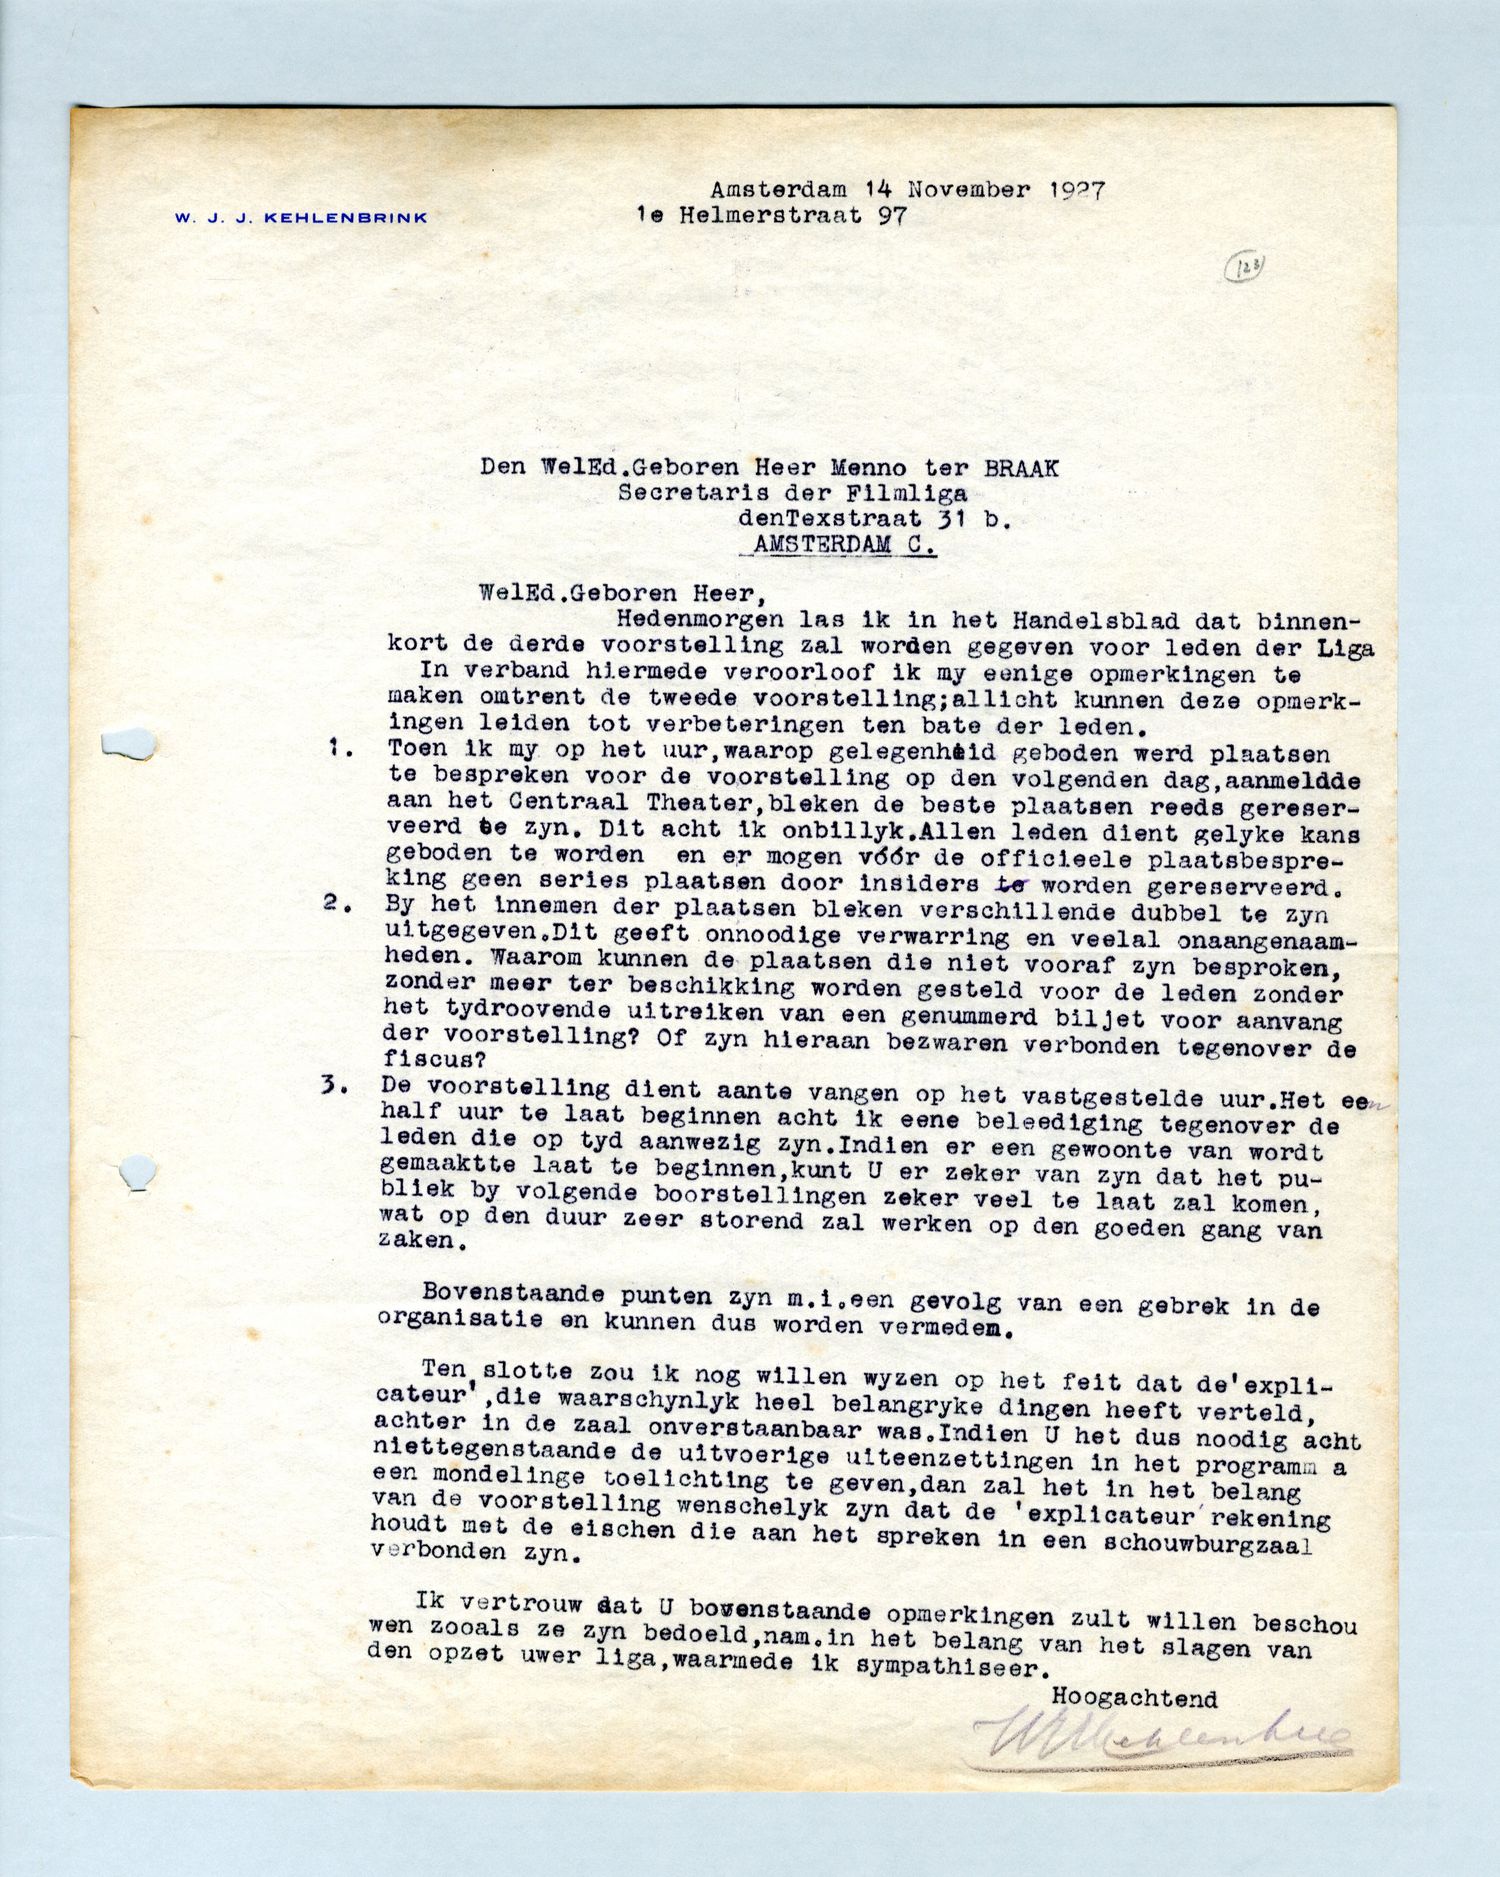 Amsterdam 14 November 1927
W. J. J. KEHLENBRINK
1e Helmerstraat 97
123
Den WelEd.Geboren Heer Menno ter BRAAK
Secretaris der Filmliga
denTexstraat 31 b.
AMSTERDAM C.
WelEd.Geboren Heer,
Hedenmorgen las ik in het Handelsblad dat binnen-
kort de derde voorstelling zal worden gegeven voor leden der Liga
In verband hiermede veroorloof ik my eenige opmerkingen te
maken omtrent de tweede voorstelling;allicht kunnen deze opmerk-
ingen leiden tot verbeteringen ten bate der leden.
1. Toen ik my op het uur,waarop gelegenheid geboden werd plaatsen
te bespreken voor de voorstelling op den volgenden dag,aanmeldde
aan het Centraal Theater,bleken de beste plaatsen reeds gereser-
veerd te zyn. Dit acht ik onbillyk.Allen leden dient gelyke kans
geboden te worden en er mogen vóór de officieele plaatsbespre-
king geen series plaatsen door insiders te worden gereserveerd.
2. By het innemen der plaatsen bleken verschillende dubbel te zyn
uitgegeven.Dit geeft onnoodige verwarring en veelal onaangenaam-
heden. Waarom kunnen de plaatsen die niet vooraf zyn besproken,
zonder meer ter beschikking worden gesteld voor de leden zonder
het tydroovende uitreiken van een genummerd biljet voor aanvang
der voorstelling? Of zyn hieraan bezwaren verbonden tegenover de
fiscus?
3. De voorstelling dient aante vangen op het vastgestelde uur.Het een
half uur te laat beginnen acht ik eene beleediging tegenover de
leden die op tyd aanwezig zyn.Indien er een gewoonte van wordt
gemaaktte laat te beginnen,kunt U er zeker van zyn dat het pu-
bliek by volgende boorstellingen zeker veel te laat zal komen,
wat op den duur zeer storend zal werken op den goeden gang van
zaken.
Bovenstaande punten zyn m.i.een gevolg van een gebrek in de
organisatie en kunnen dus worden vermeden.
Ten slotte zou ik nog willen wyzen op het feit dat de'expli-
cateur',die waarschynlyk heel belangryke dingen heeft verteld,
achter in de zaal onverstaanbaar was.Indien U het dus noodig acht
niettegenstaande de uitvoerige uiteenzettingen in het programm a
een mondelinge toelichting te geven,dan zal het in het belang
van de voorstelling wenschelyk zyn dat de 'explicateur' rekening
houdt met de eischen die aan het spreken in een schouwburgzaal
verbonden zyn.
Ik vertrouw dat U bovenstaande opmerkingen zult willen beschou
wen zooals ze zyn bedoeld,nam.in het belang van het slagen van
den opzet uwer liga,waarmede ik sympathiseer.
Hoogachtend
WJJKehlenbrink